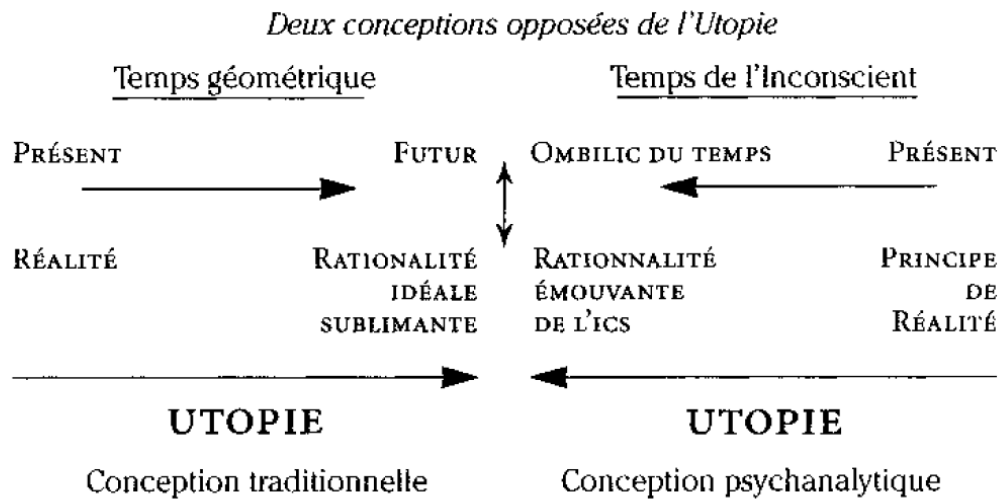 Deux conceptions opposées de l'Utopie
Temps géométrique
Temps de l'Inconscient
PRÉSENT FUTUR
OMBILIC DU TEMPS PRÉSENT
RÉALITÉ
RATIONALITÉ
IDÉALE
SUBLIMANTE
RATIONNALITÉ
ÉMOUVANTE
DE L'ICS
PRINCIPE
DE
RÉALITÉ
UTOPIE
Conception traditionnelle
UTOPIE
Conception psychanalytique